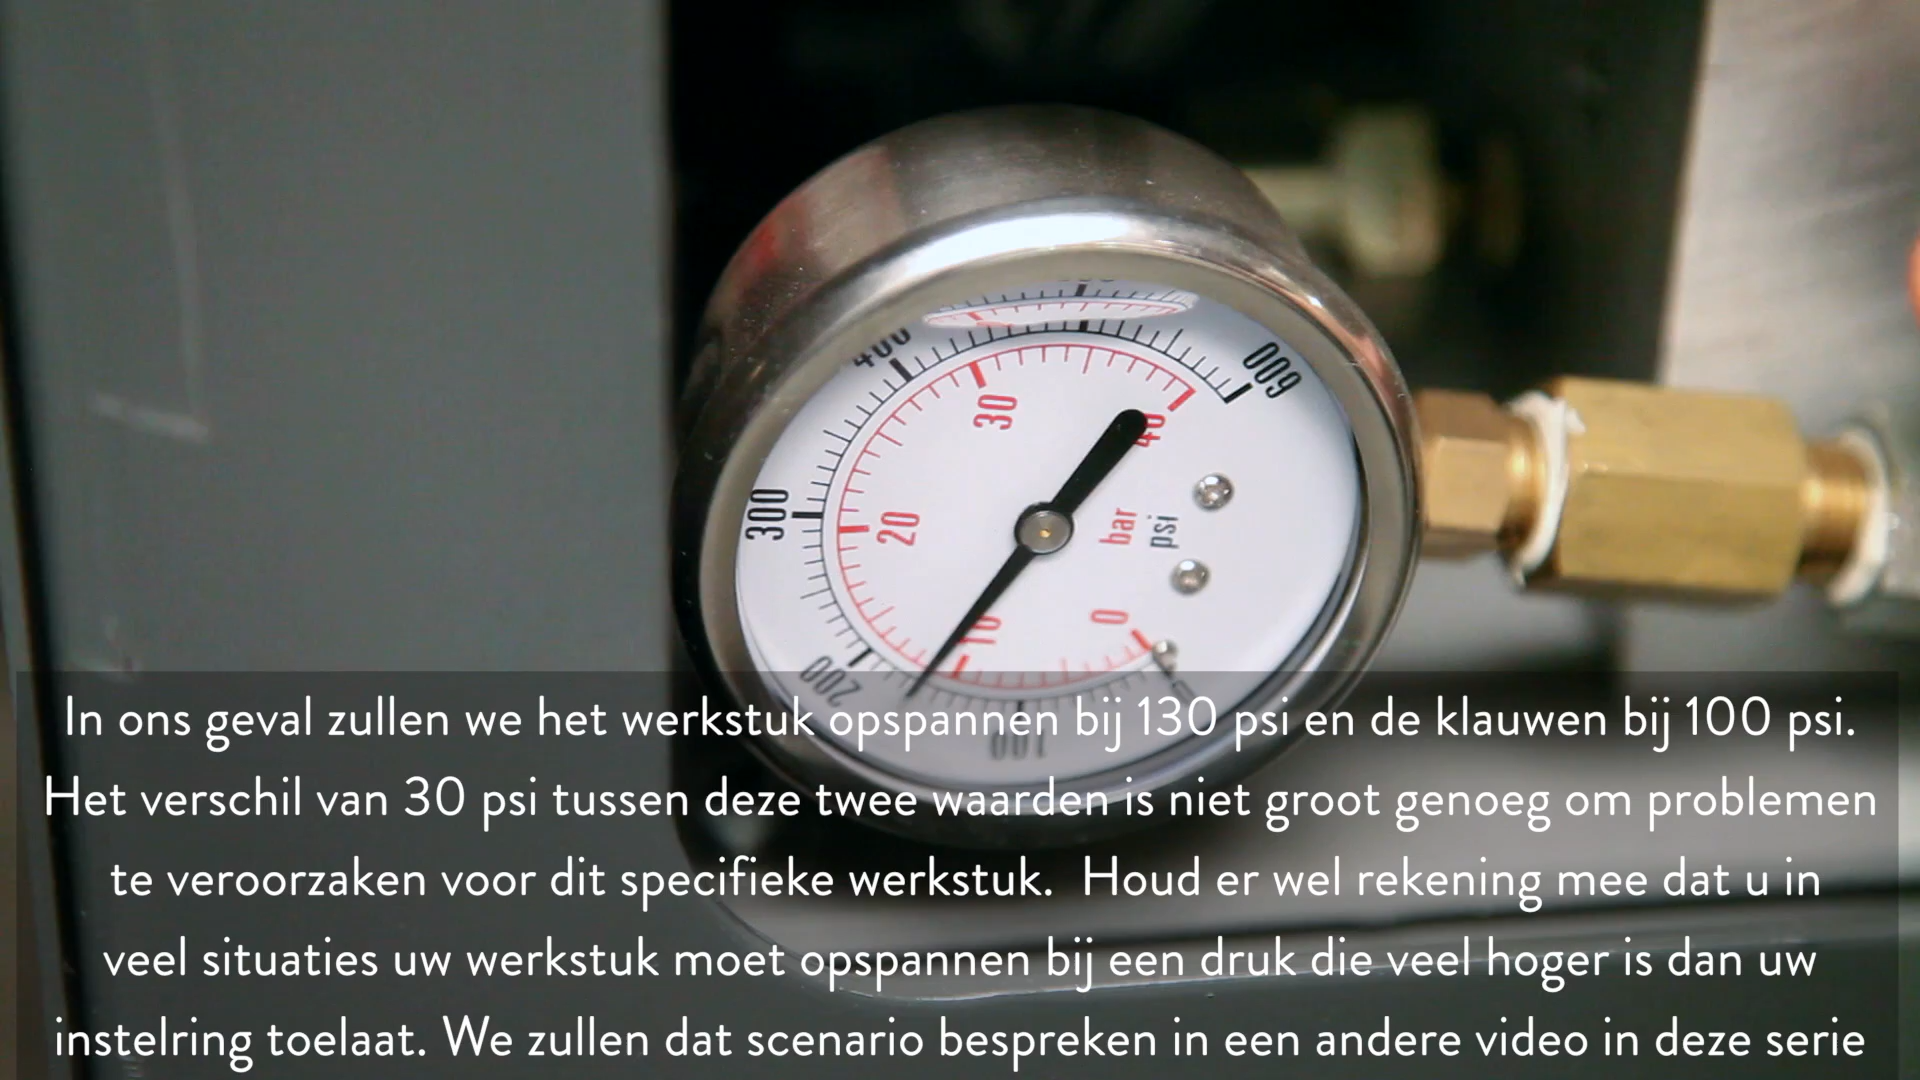 400
600
30
40
300
20
bar
psi
10
0
200
100
In ons geval zullen we het werkstuk opspannen bij 130 psi en de klauwen bij 100 psi.
Het verschil van 30 psi tussen deze twee waarden is niet groot genoeg om problemen
te veroorzaken voor dit specifieke werkstuk. Houd er wel rekening mee dat u in
veel situaties uw werkstuk moet opspannen bij een druk die veel hoger is dan uw
instelring toelaat. We zullen dat scenario bespreken in een andere video in deze serie